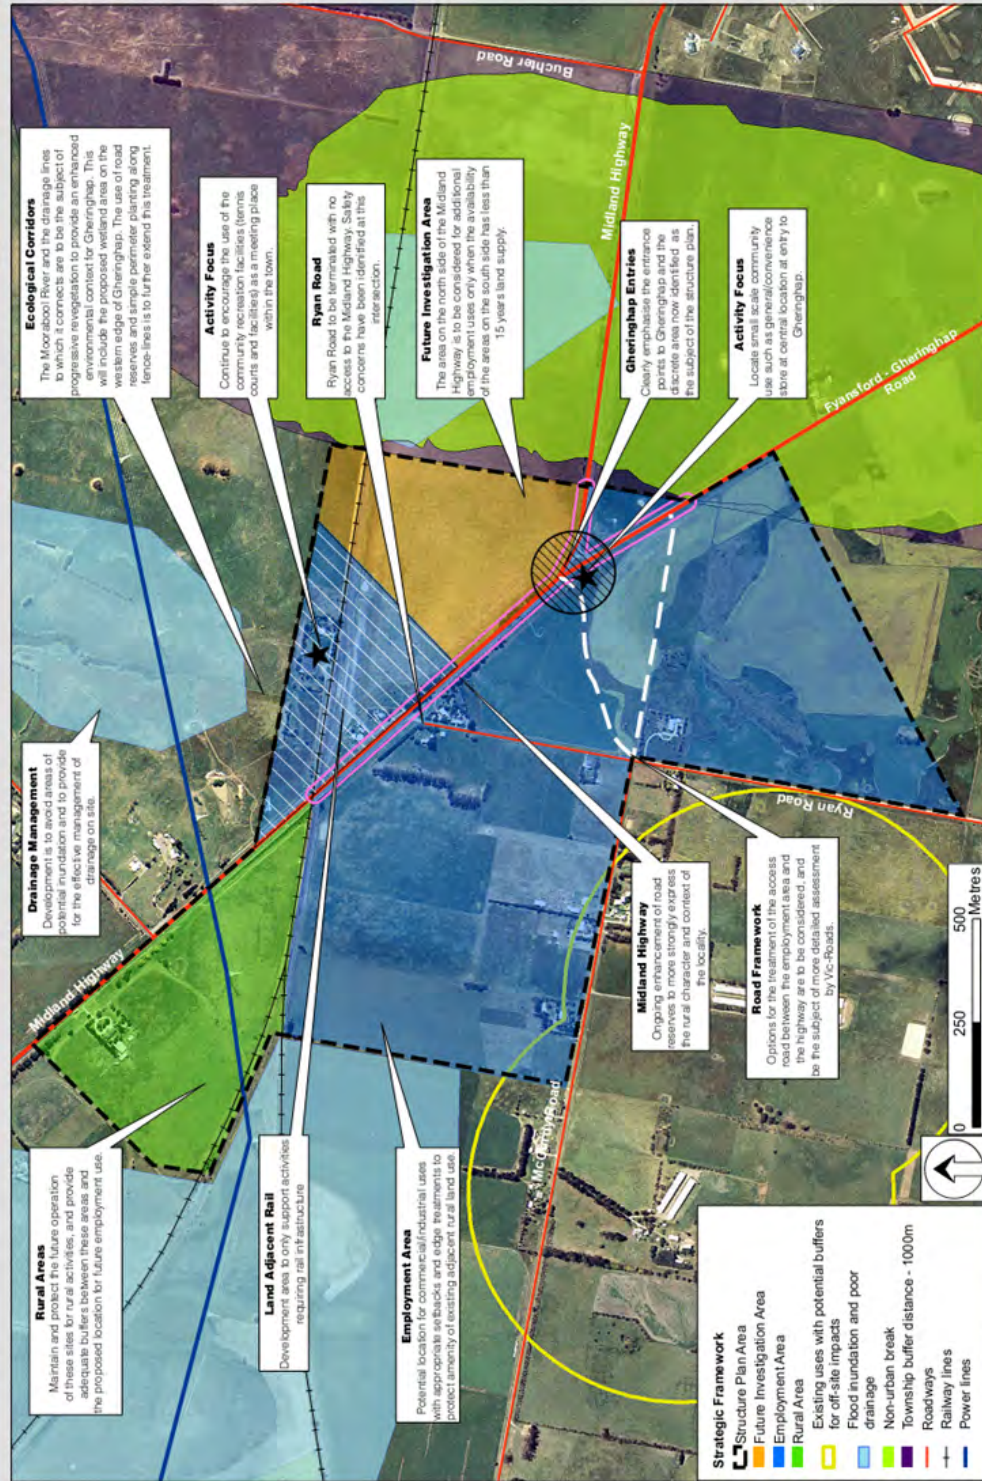 Ecological Corridors
The Moorabool River and the drainage lines
to which it connects are to be the subject of
progressive revegetation to provide an enhanced
environmental context for Gheringhap. This
will include the proposed wetland area on the
western edge of Gheringhap. The use of road
reserves and simple perimeter planting along
fence-lines is to further extend this treatment.
Activity Focus
Continue to encourage the use of the
community recreation facilities (tennis
courts and facilities) as a meeting place
within the town.
Ryan Road
Ryan Road to be terminated with no
access to the Midland Highway. Safety
concerns have been identified at this
intersection.
Future Investigation Area
The area on the north side of the Midland
Highway is to be considered for additional
employment uses only when the availability
of the areas on the south side has less than
15 years land supply.
Gheringhap Entries
Clearly emphasise the entrance
points to Gheringhap and the
discrete area now identified as
the subject of the structure plan.
Activity Focus
Locate small scale community
use such as general/convenience
store at central location at entry to
Gheringhap.
Drainage Management
Development is to avoid areas of
potential inundation and to provide
for the effective management of
drainage on site.
Rural Areas
Maintain and protect the future operation
of these sites for rural activities, and provide
adequate buffers between these areas and
the proposed location for future employment use.
Land Adjacent Rail
Development area to only support activities
requiring rail infrastructure
Employment Area
Potential location for commercial/industrial uses
with appropriate setbacks and edge treatments to
protect amenity of existing adjacent rural land use.
Midland Highway
Ongoing enhancement of road
reserves to more strongly express
the rural character and context of
the locality.
Road Framework
Options for the treatment of the access
road between the employment area and
the highway are to be considered, and
be the subject of more detailed assessment
by Vic-Roads.
Buchter Road
Midland Highway
Fyansford - Gheringhap
Road
Midland Highway
Ryan Road
McCurdy Road
Strategic Framework
Structure Plan Area
Future Investigation Area
Employment Area
Rural Area
Existing uses with potential buffers
for off-site impacts
Flood inundation and poor
drainage
Non-urban break
Township buffer distance - 1000m
Roadways
Railway lines
Power lines
0 250 500
Metres